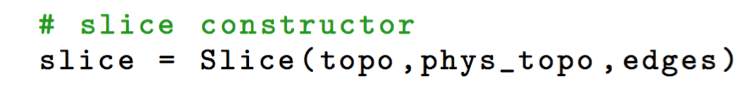 # slice constructor
slice = Slice(topo,phys_topo,edges)